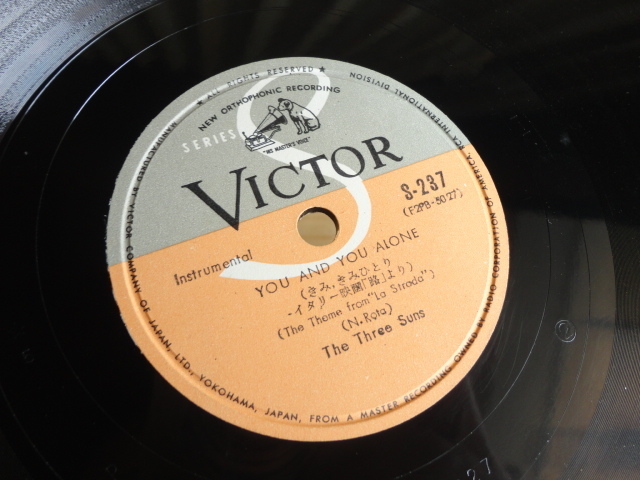 ★ ALL RIGHTS RESERVED ★
NEW ORTHOPHONIC RECORDING
SERIES S
"HIS MASTER'S VOICE"
VICTOR
S-237
(F2PB-5027)
Instrumental
YOU AND YOU ALONE
(きみ、きみひとり
-イタリー映画「路」より)
(The Theme from "La Strada")
(N. Rota)
The Three Suns
MANUFACTURED BY VICTOR COMPANY OF JAPAN, LTD., YOKOHAMA, JAPAN, FROM A MASTER RECORDING OWNED BY RADIO CORPORATION OF AMERICA, RCA INTERNATIONAL DIVISION
27